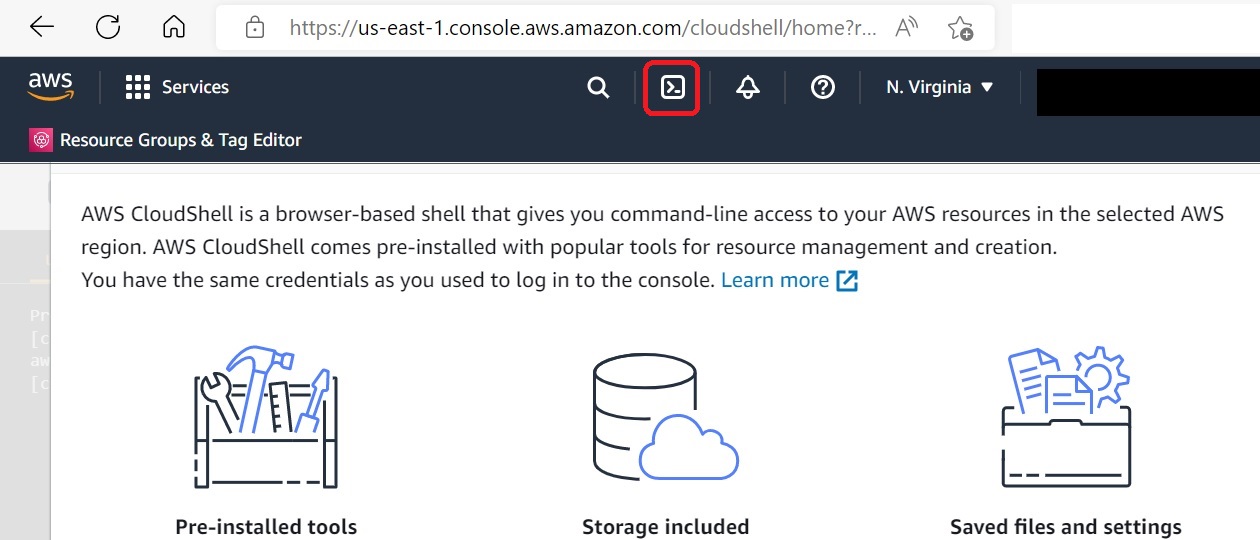 https://us-east-1.console.aws.amazon.com/cloudshell/home?r...
aws
Services
N. Virginia
Resource Groups & Tag Editor
AWS CloudShell is a browser-based shell that gives you command-line access to your AWS resources in the selected AWS
region. AWS CloudShell comes pre-installed with popular tools for resource management and creation.
You have the same credentials as you used to log in to the console. Learn more
Pr
[c
aw
[c
Pre-installed tools
Storage included
Saved files and settings